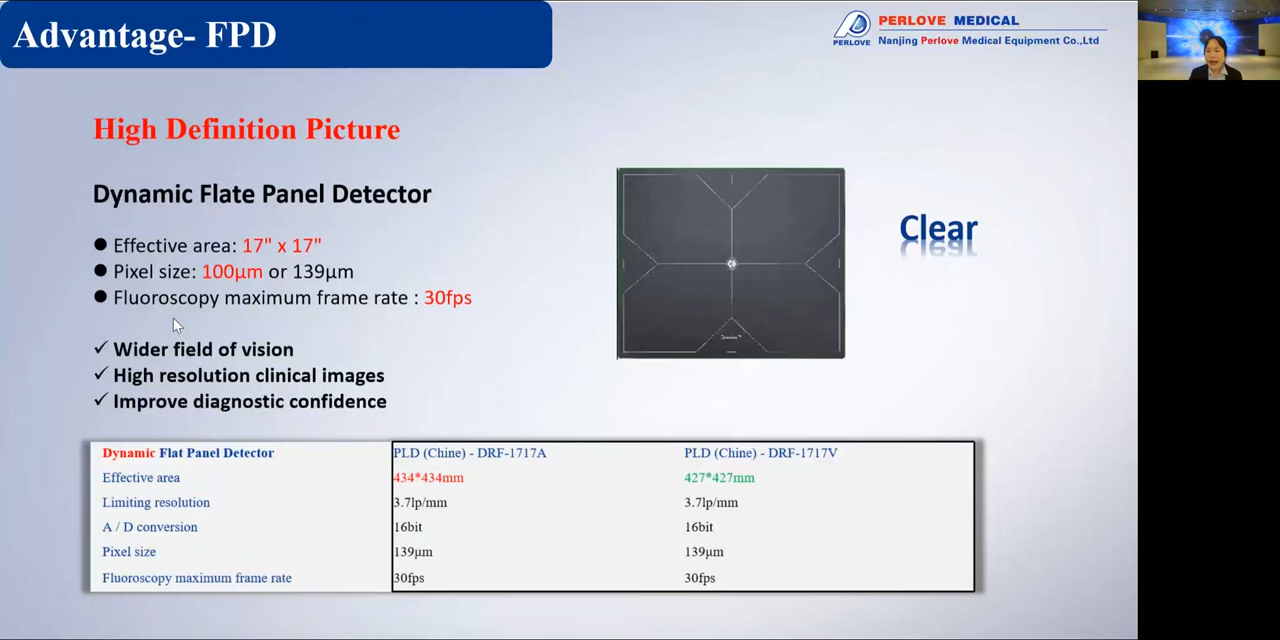 Advantage- FPD
PERLOVE MEDICAL
PERLOVE
Nanjing Perlove Medical Equipment Co.,Ltd
High Definition Picture
Dynamic Flate Panel Detector
Effective area: 17" x 17"
Pixel size: 100μm or 139μm
Fluoroscopy maximum frame rate : 30fps
Clear
✓ Wider field of vision
✓ High resolution clinical images
✓ Improve diagnostic confidence
Dynamic Flat Panel Detector PLD (Chine) - DRF-1717A PLD (Chine) - DRF-1717V
Effective area 434*434mm 427*427mm
Limiting resolution 3.7lp/mm 3.7lp/mm
A / D conversion 16bit 16bit
Pixel size 139μm 139μm
Fluoroscopy maximum frame rate 30fps 30fps